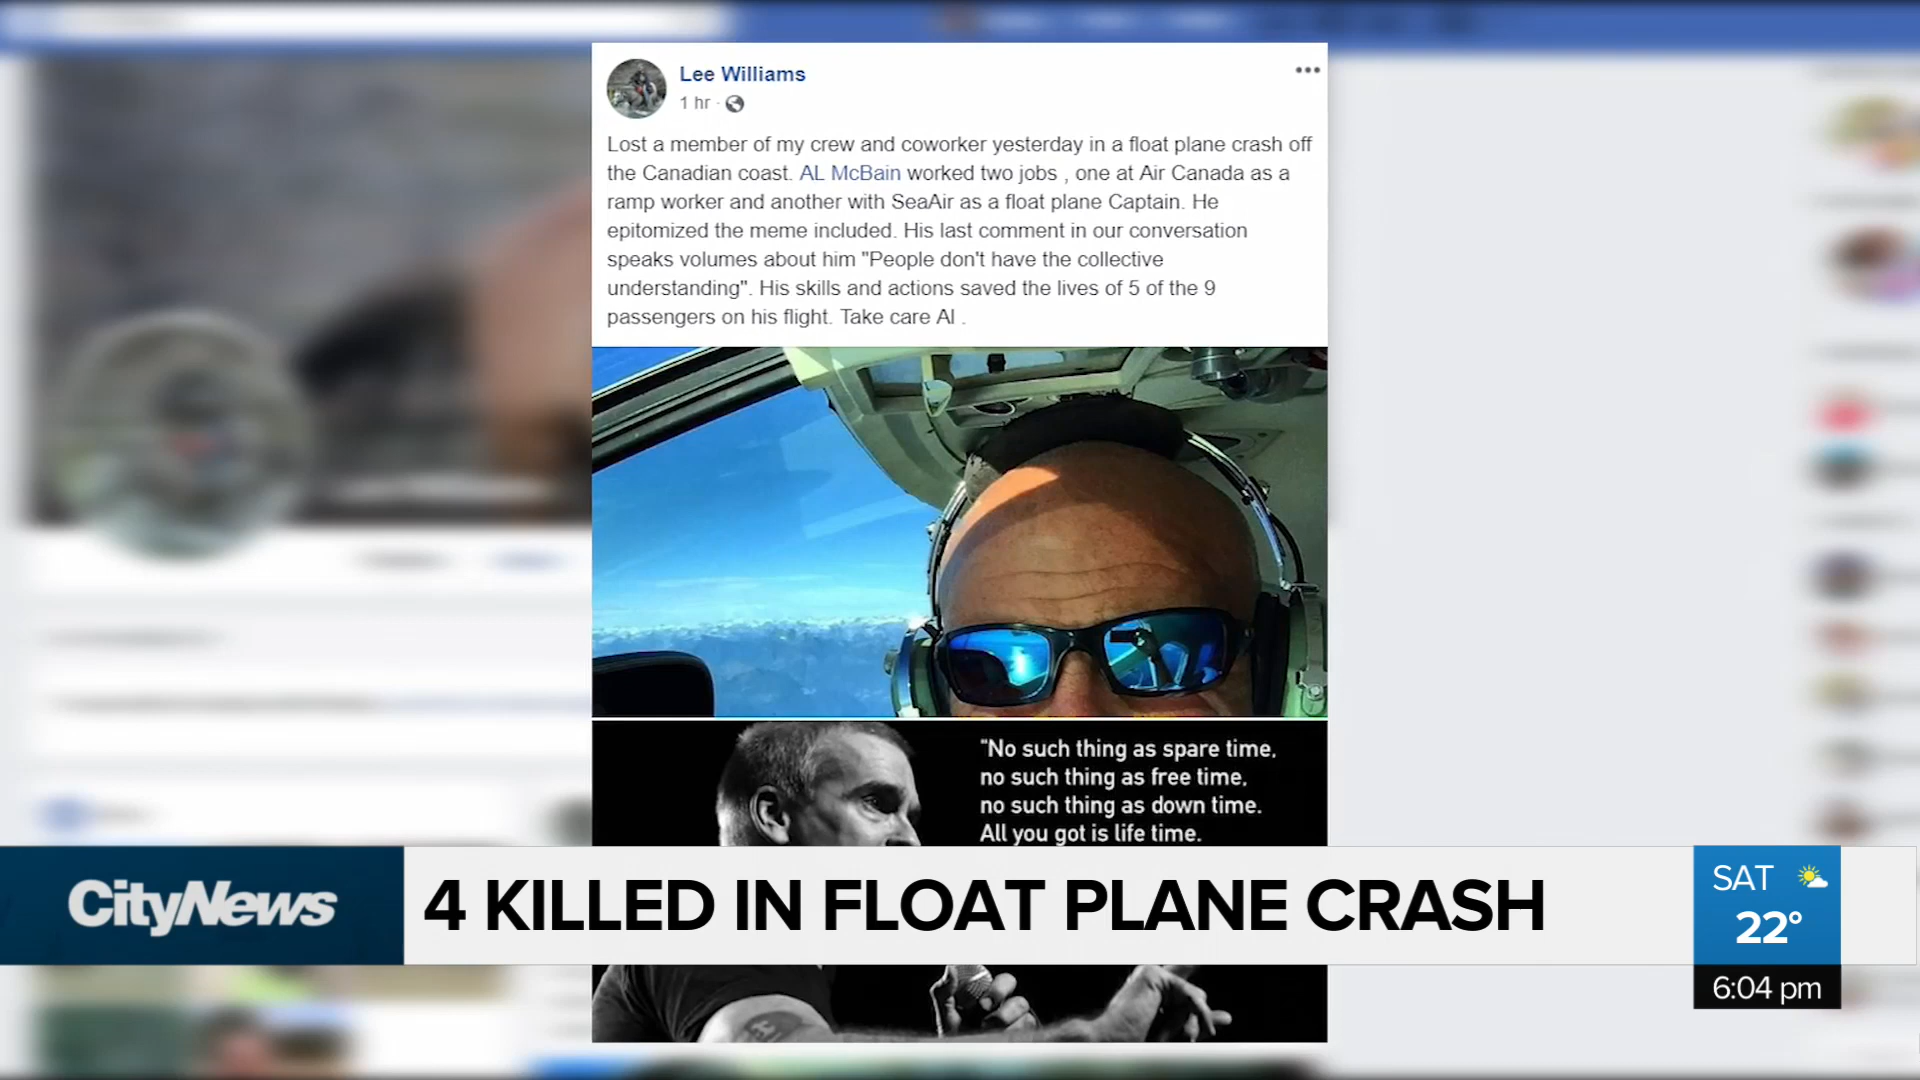 Lee Williams
1 hr ·
Lost a member of my crew and coworker yesterday in a float plane crash off
the Canadian coast. AL McBain worked two jobs , one at Air Canada as a
ramp worker and another with SeaAir as a float plane Captain. He
epitomized the meme included. His last comment in our conversation
speaks volumes about him "People don't have the collective
understanding". His skills and actions saved the lives of 5 of the 9
passengers on his flight. Take care Al .
"No such thing as spare time,
no such thing as free time,
no such thing as down time.
All you got is life time.
CityNews
4 KILLED IN FLOAT PLANE CRASH
SAT
22°
6:04 pm